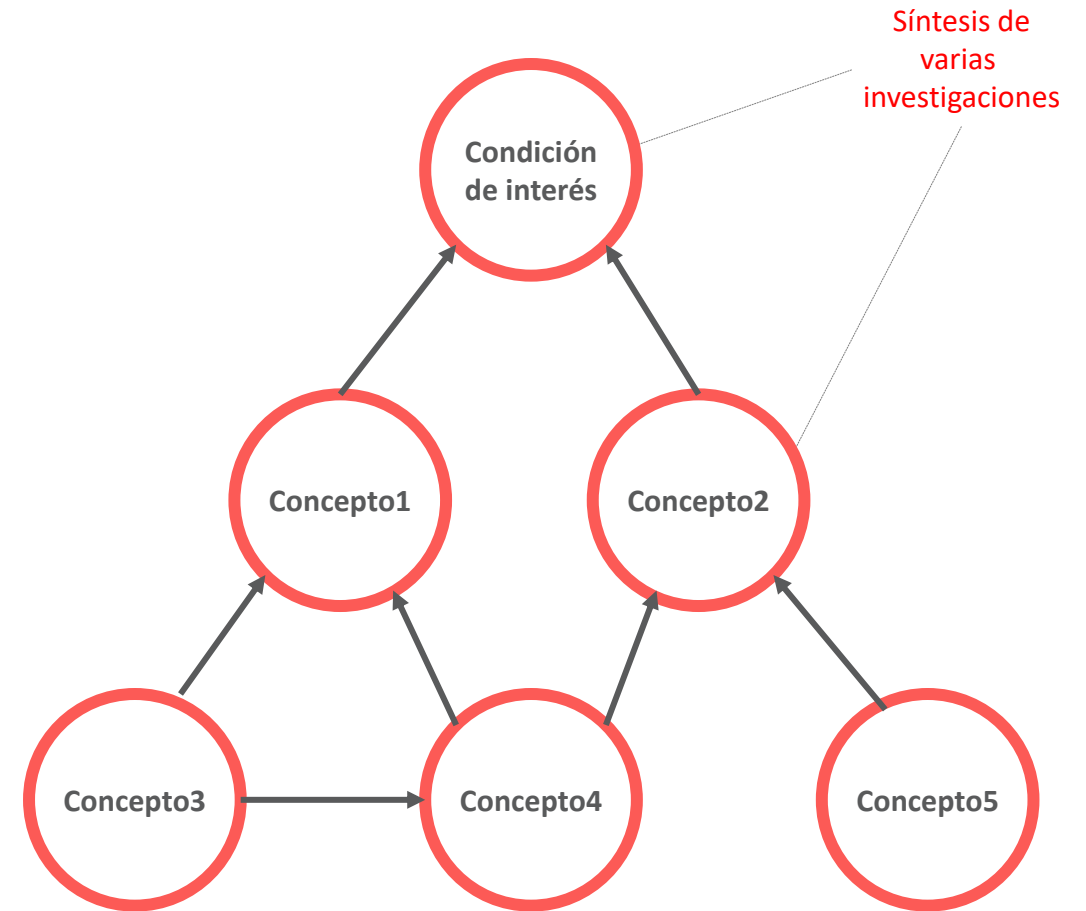 Síntesis de
varias
investigaciones
Condición
de interés
Concepto1
Concepto2
Concepto3
Concepto4
Concepto5